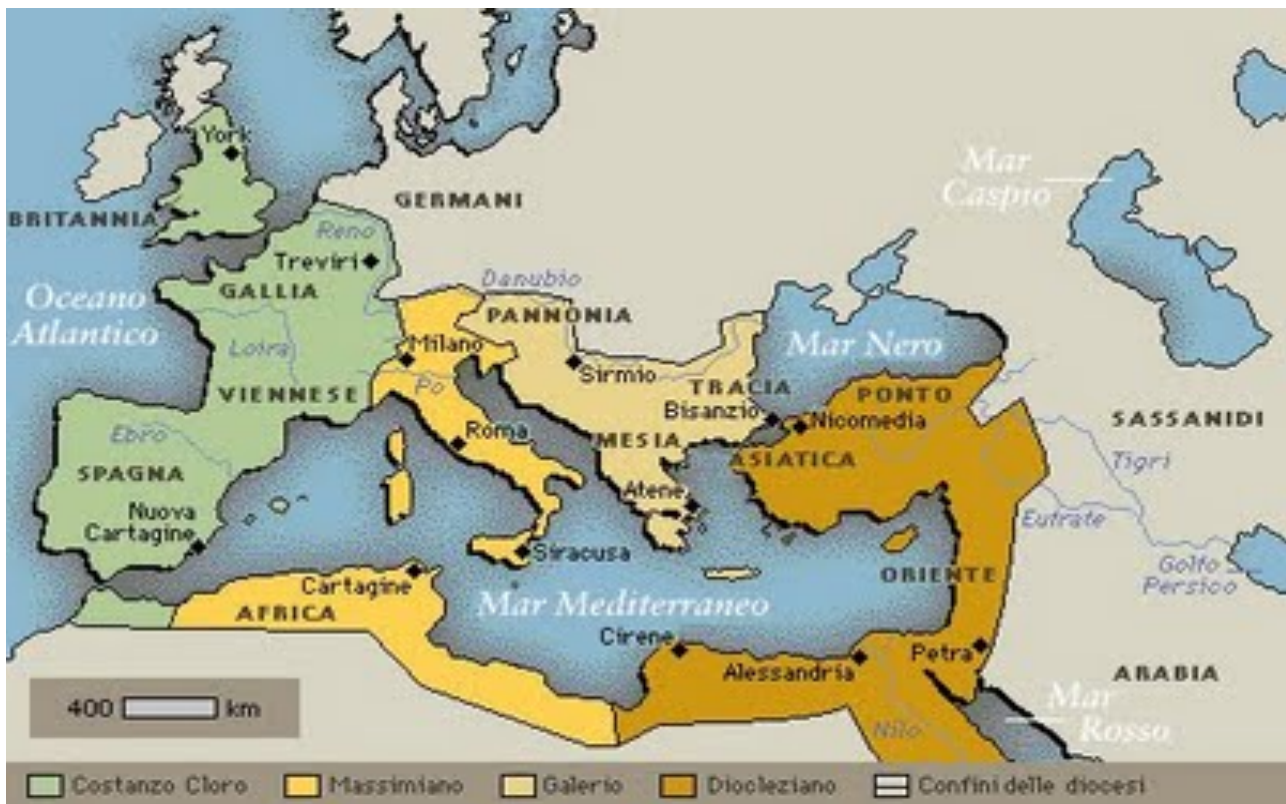 York
Mar
Caspio
GERMANI
BRITANNIA
Reno
Treviri
Danubio
GALLIA
Oceano
Atlantico
PANNONIA
Loira
Milano
Mar Nero
Sirmio
Po
TRACIA
PONTO
VIENNESE
Bisanzio
Nicomedia
SASSANIDI
Ebro
Roma
MESIA
ASIATICA
Tigri
SPAGNA
Atene
Nuova
Cartagine
Eufrate
Siracusa
ORIENTE
Golfo
Persico
Cartagine
AFRICA
Mar Mediterraneo
Cirene
Alessandria
Petra
ARABIA
Mar
Rosso
400 km
Nilo
Costanzo Cloro Massimiano Galerio Diocleziano Confini delle diocesi